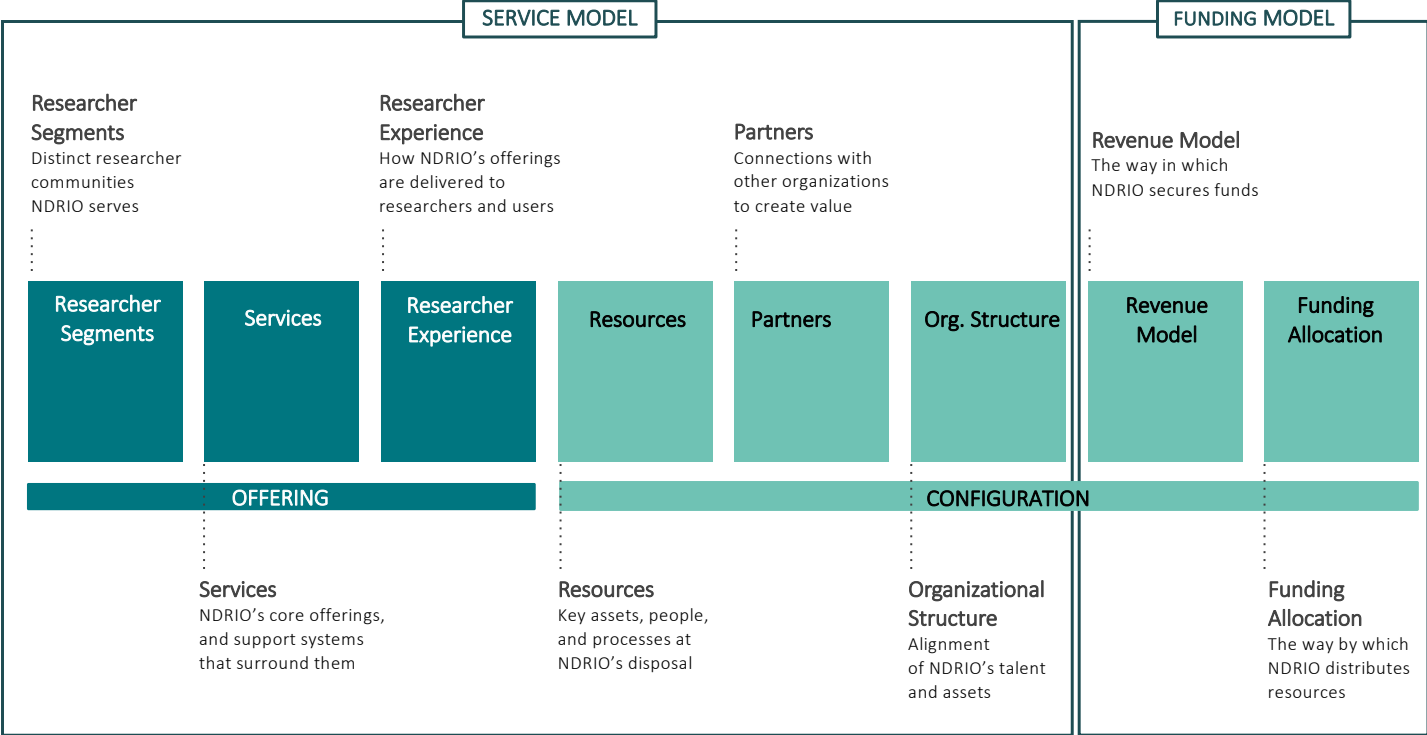 SERVICE MODEL
FUNDING MODEL
Researcher
Segments
Distinct researcher
communities
NDRIO serves
Researcher
Experience
How NDRIO’s offerings
are delivered to
researchers and users
Partners
Connections with
other organizations
to create value
Revenue Model
The way in which
NDRIO secures funds
Researcher
Segments
Services
Researcher
Experience
Resources
Partners
Org. Structure
Revenue
Model
Funding
Allocation
OFFERING
CONFIGURATION
Services
NDRIO’s core offerings,
and support systems
that surround them
Resources
Key assets, people,
and processes at
NDRIO’s disposal
Organizational
Structure
Alignment
of NDRIO’s talent
and assets
Funding
Allocation
The way by which
NDRIO distributes
resources